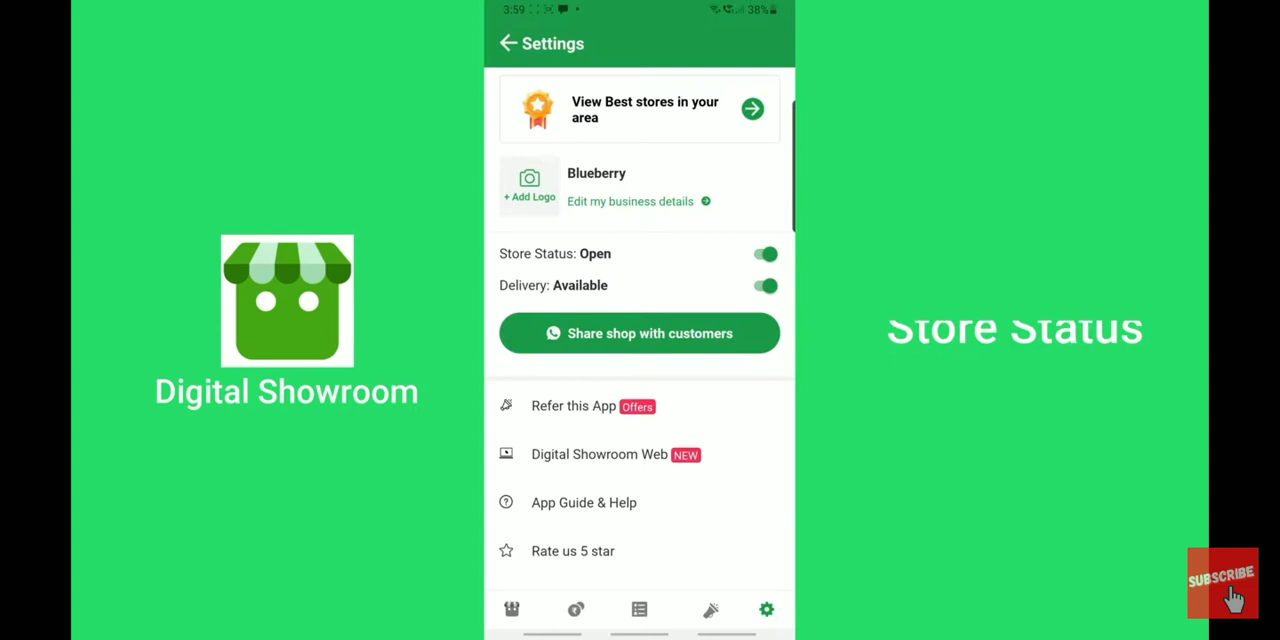 3:59
38%
Settings
View Best stores in your
area
+ Add Logo
Blueberry
Edit my business details
Store Status: Open
Delivery: Available
Share shop with customers
Refer this App Offers
Digital Showroom Web NEW
App Guide & Help
Rate us 5 star
Digital Showroom
Store Status
SUBSCRIBE